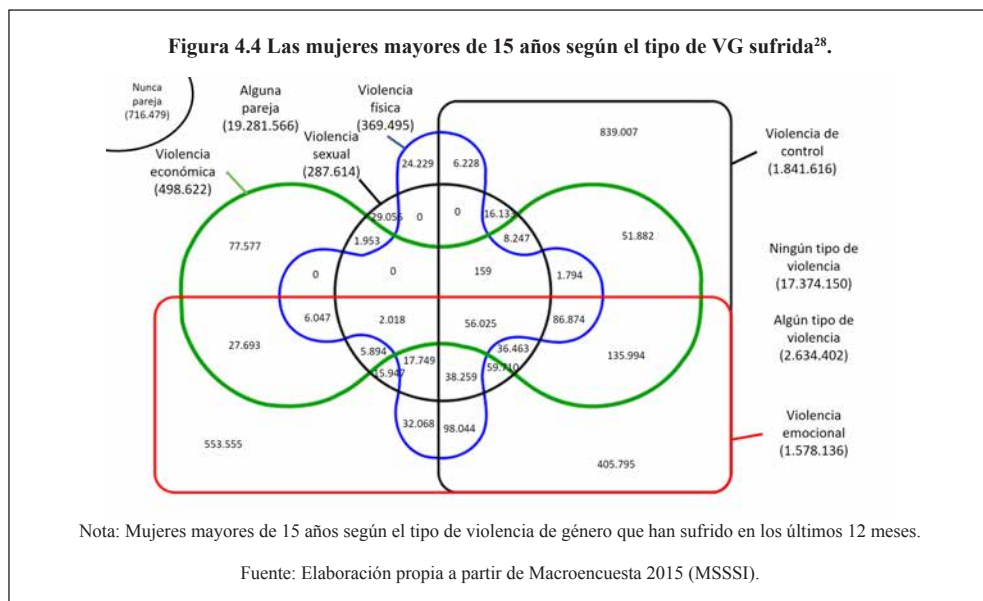 Figura 4.4 Las mujeres mayores de 15 años según el tipo de VG sufrida²⁸.
Nunca
pareja
(716.479)
Alguna
pareja
(19.281.566)
Violencia
física
(369.495)
Violencia
sexual
(287.614)
Violencia
económica
(498.622)
839.007
Violencia de
control
(1.841.616)
24.229
6.228
29.055
0
0
16.133
1.953
8.247
77.577
51.882
Ningún tipo de
violencia
(17.374.150)
0
0
159
1.794
6.047
2.018
56.025
86.874
Algún tipo de
violencia
(2.634.402)
27.693
5.894
17.749
36.463
135.994
15.947
38.259
59.710
32.068
98.044
Violencia
emocional
(1.578.136)
553.555
405.795
Nota: Mujeres mayores de 15 años según el tipo de violencia de género que han sufrido en los últimos 12 meses.
Fuente: Elaboración propia a partir de Macroencuesta 2015 (MSSSI).